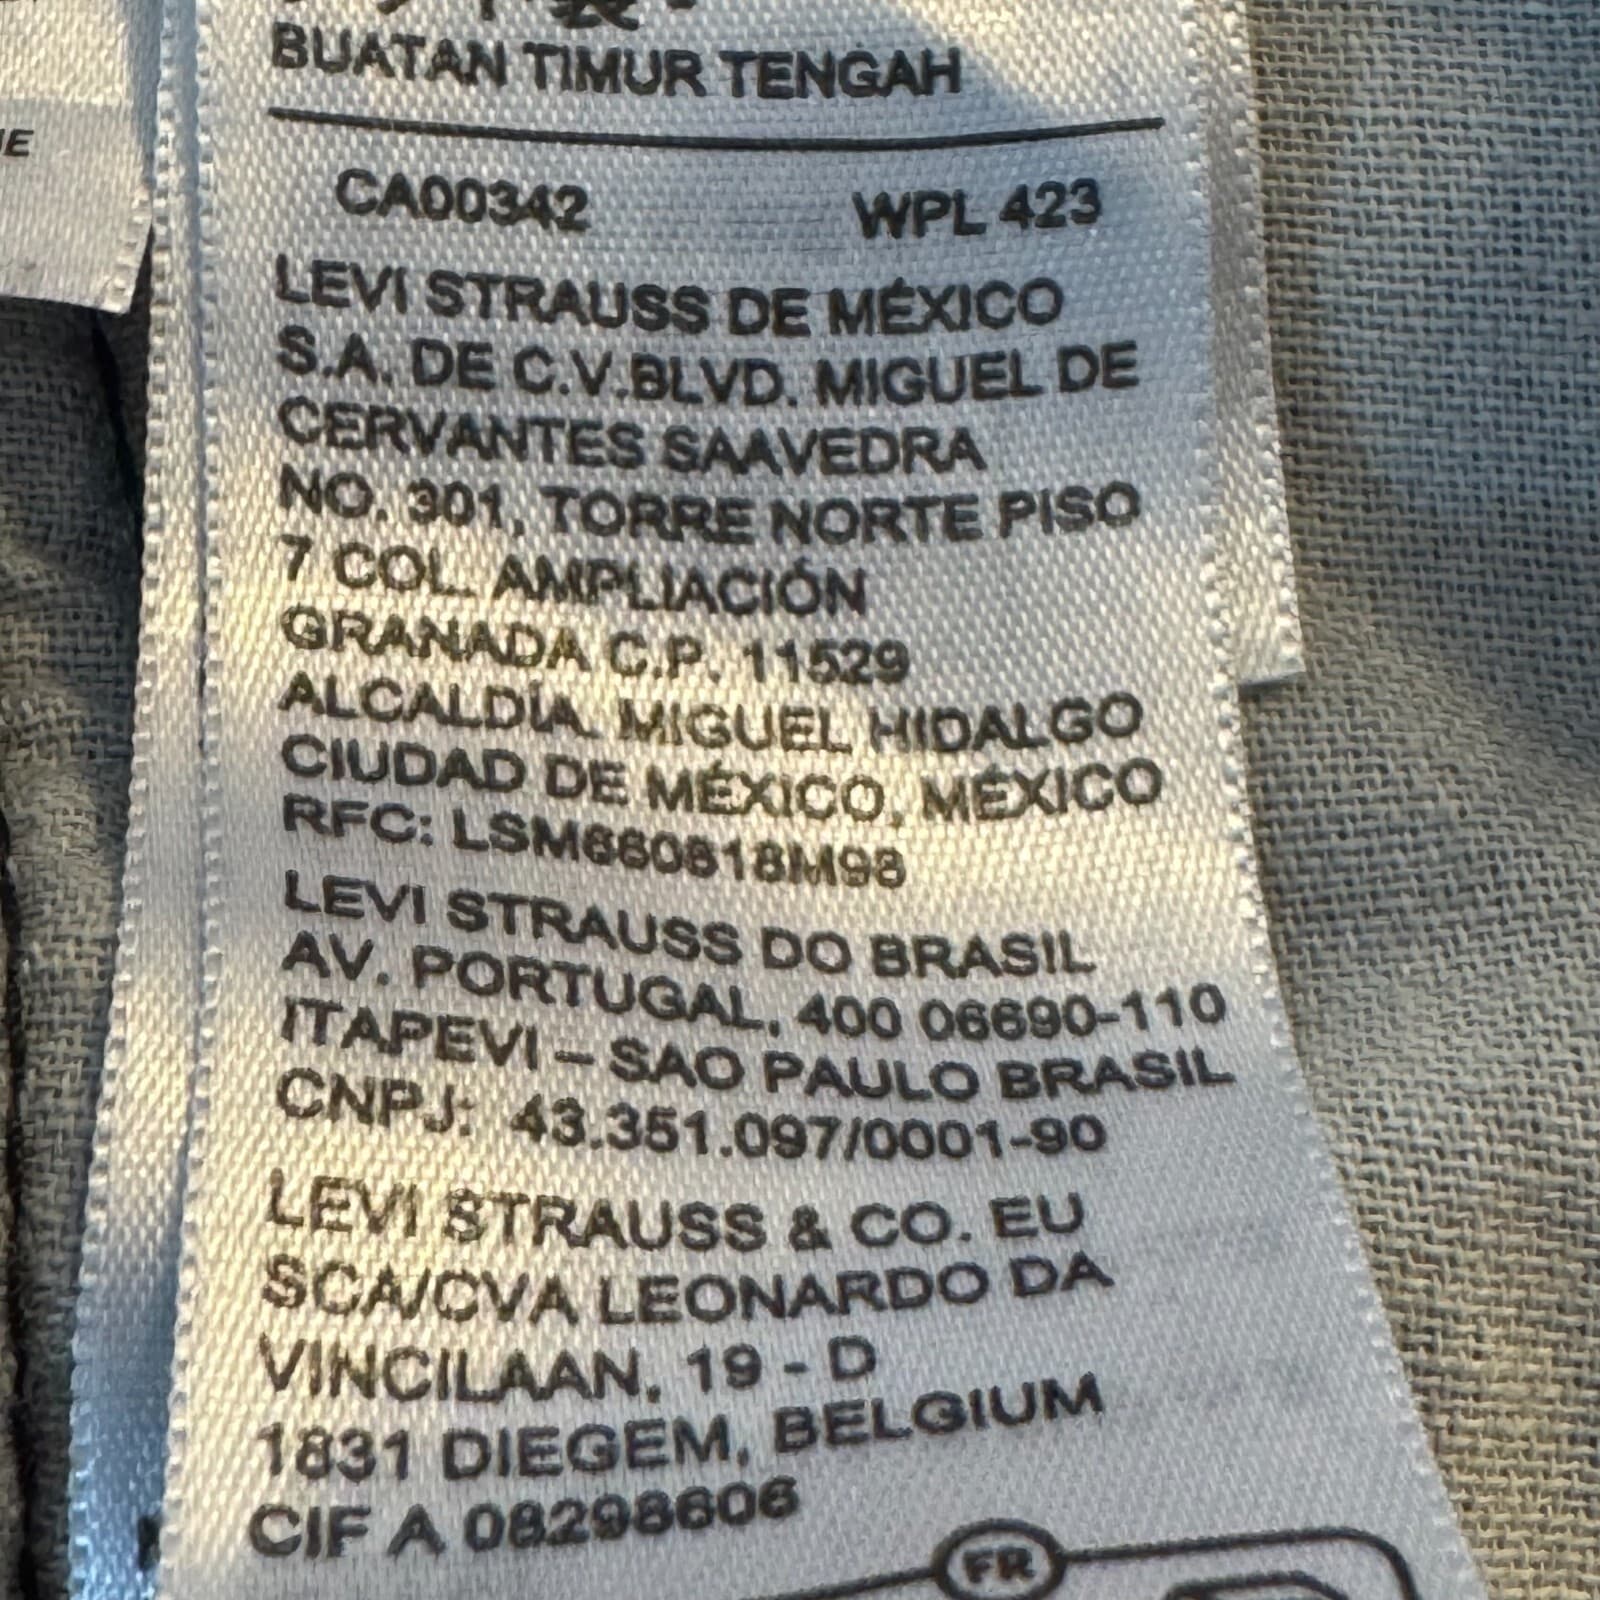 BUATAN TIMUR TENGAH
CA00342 WPL 423
LEVI STRAUSS DE MÉXICO
S.A. DE C.V.BLVD. MIGUEL DE
CERVANTES SAAVEDRA
NO. 301, TORRE NORTE PISO
7 COL. AMPLIACIÓN
GRANADA C.P. 11529
ALCALDÍA. MIGUEL HIDALGO
CIUDAD DE MÉXICO, MÉXICO
RFC: LSM660818M98
LEVI STRAUSS DO BRASIL
AV. PORTUGAL, 400 06690-110
ITAPEVI – SAO PAULO BRASIL
CNPJ: 43.351.097/0001-90
LEVI STRAUSS & CO. EU
SCA/CVA LEONARDO DA
VINCILAAN, 19 - D
1831 DIEGEM, BELGIUM
CIF A 08298606
FR